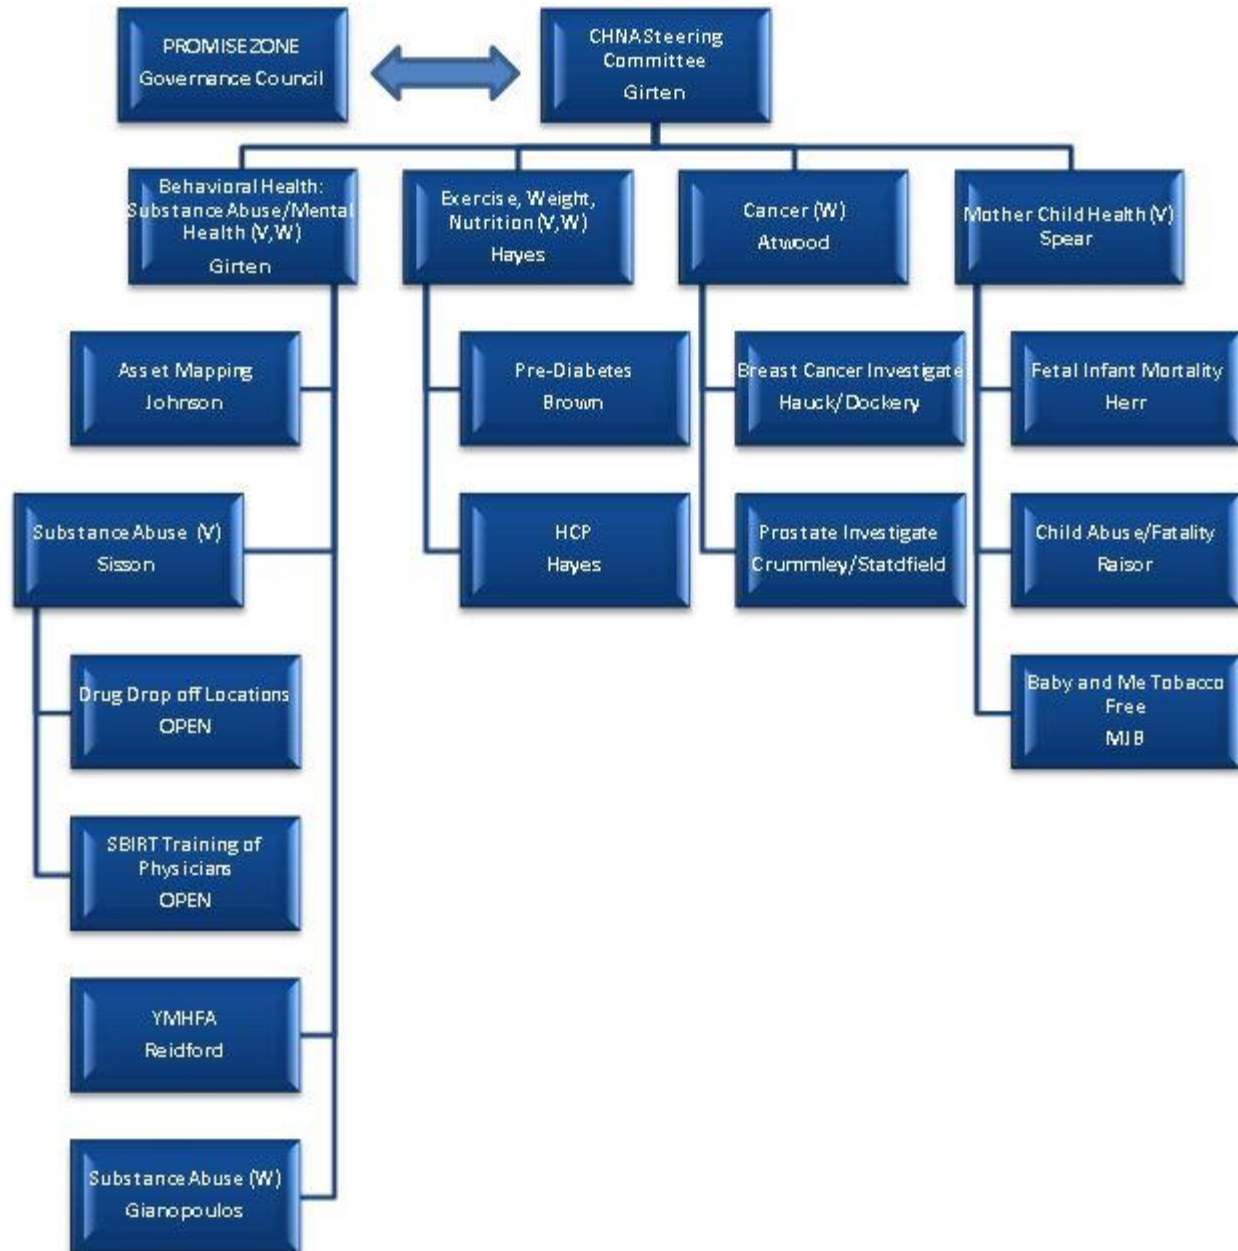 PROMISE ZONE
Governance Council
CHNA Steering
Committee
Girten
Behavioral Health:
Substance Abuse/Mental
Health (V,W)
Girten
Exercise, Weight,
Nutrition (V,W)
Hayes
Cancer (W)
Atwood
Mother Child Health (V)
Spear
Asset Mapping
Johnson
Pre-Diabetes
Brown
Breast Cancer Investigate
Hauck/Dockery
Fetal Infant Mortality
Herr
Substance Abuse (V)
Sisson
HCP
Hayes
Prostate Investigate
Crummley/Statdfield
Child Abuse/Fatality
Raisor
Drug Drop off Locations
OPEN
Baby and Me Tobacco
Free
MJB
SBIRT Training of
Physicians
OPEN
YMHFA
Reidford
Substance Abuse (W)
Gianopoulos